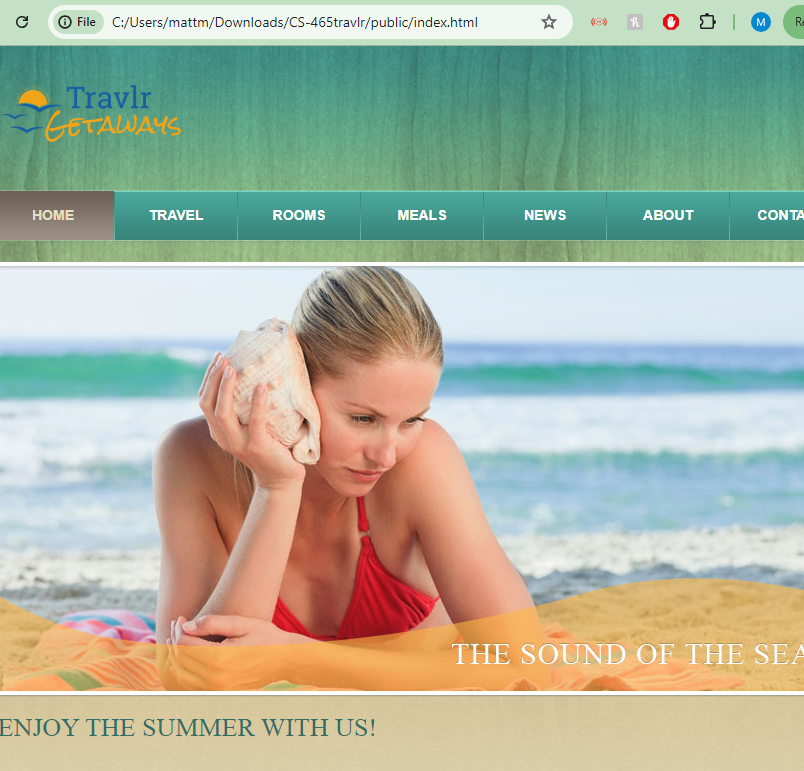 File C:/Users/mattm/Downloads/CS-465travlr/public/index.html M Re
Travlr
Getaways
HOME TRAVEL ROOMS MEALS NEWS ABOUT CONTA
THE SOUND OF THE SEA
ENJOY THE SUMMER WITH US!